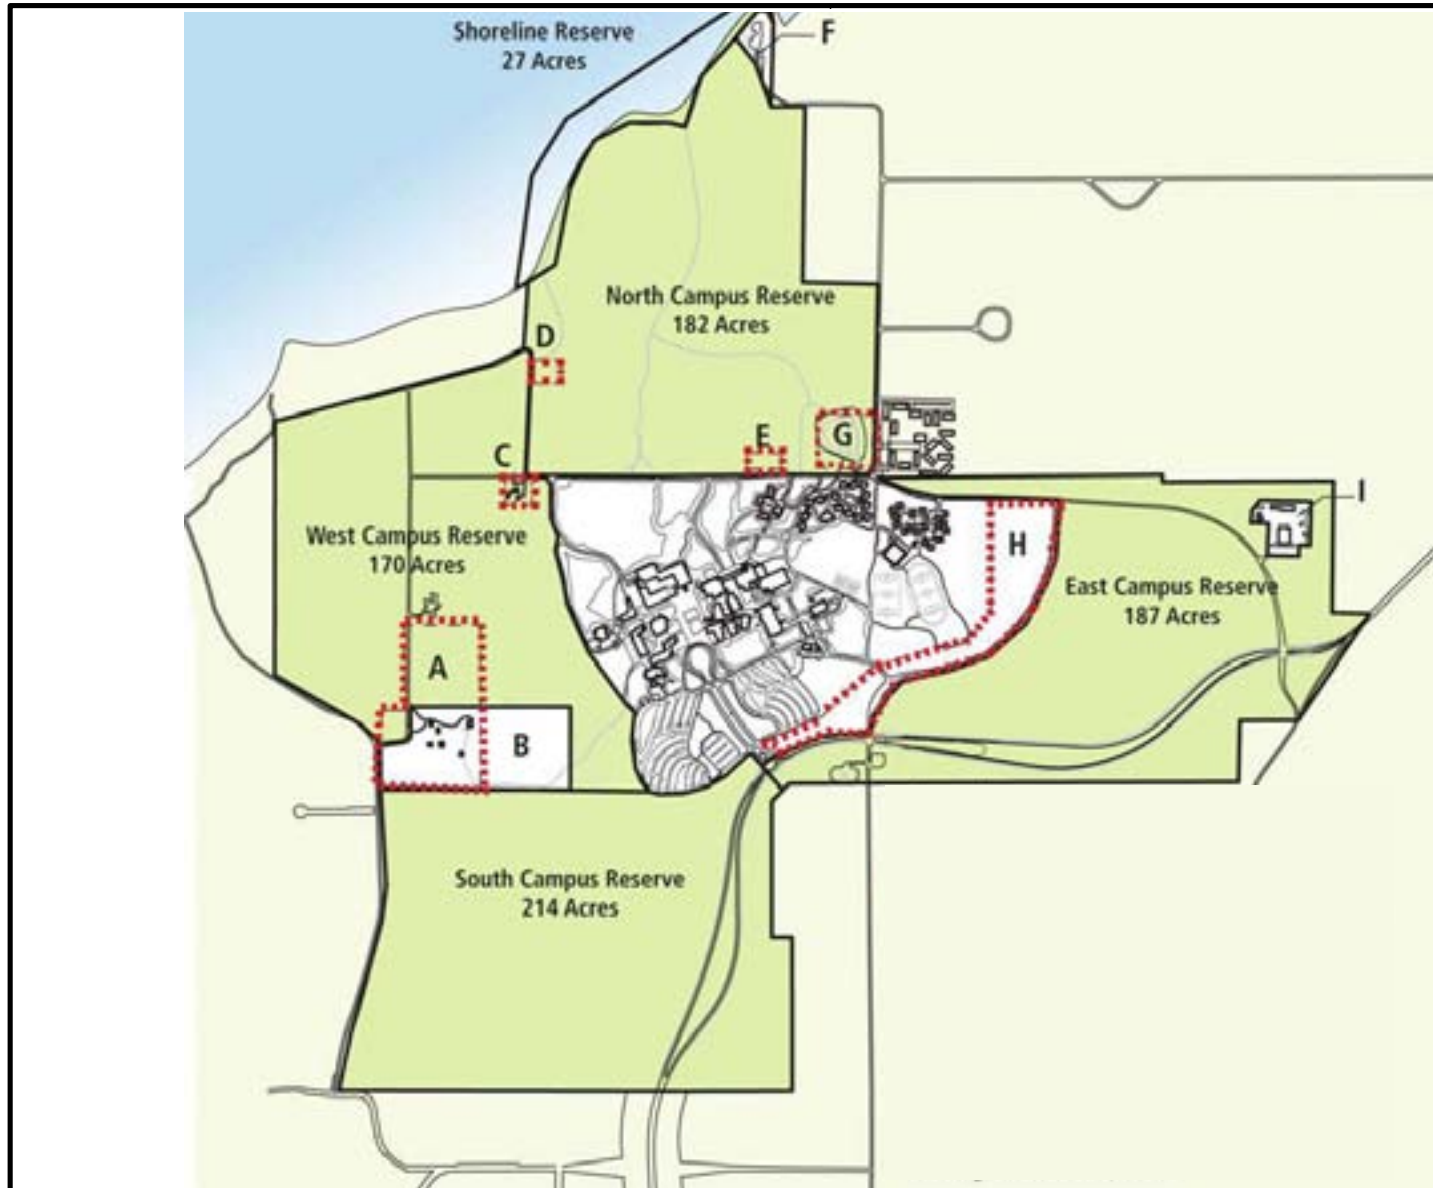 Shoreline Reserve
27 Acres
F
North Campus Reserve
182 Acres
D
E
G
C
I
West Campus Reserve
170 Acres
H
East Campus Reserve
187 Acres
A
B
South Campus Reserve
214 Acres